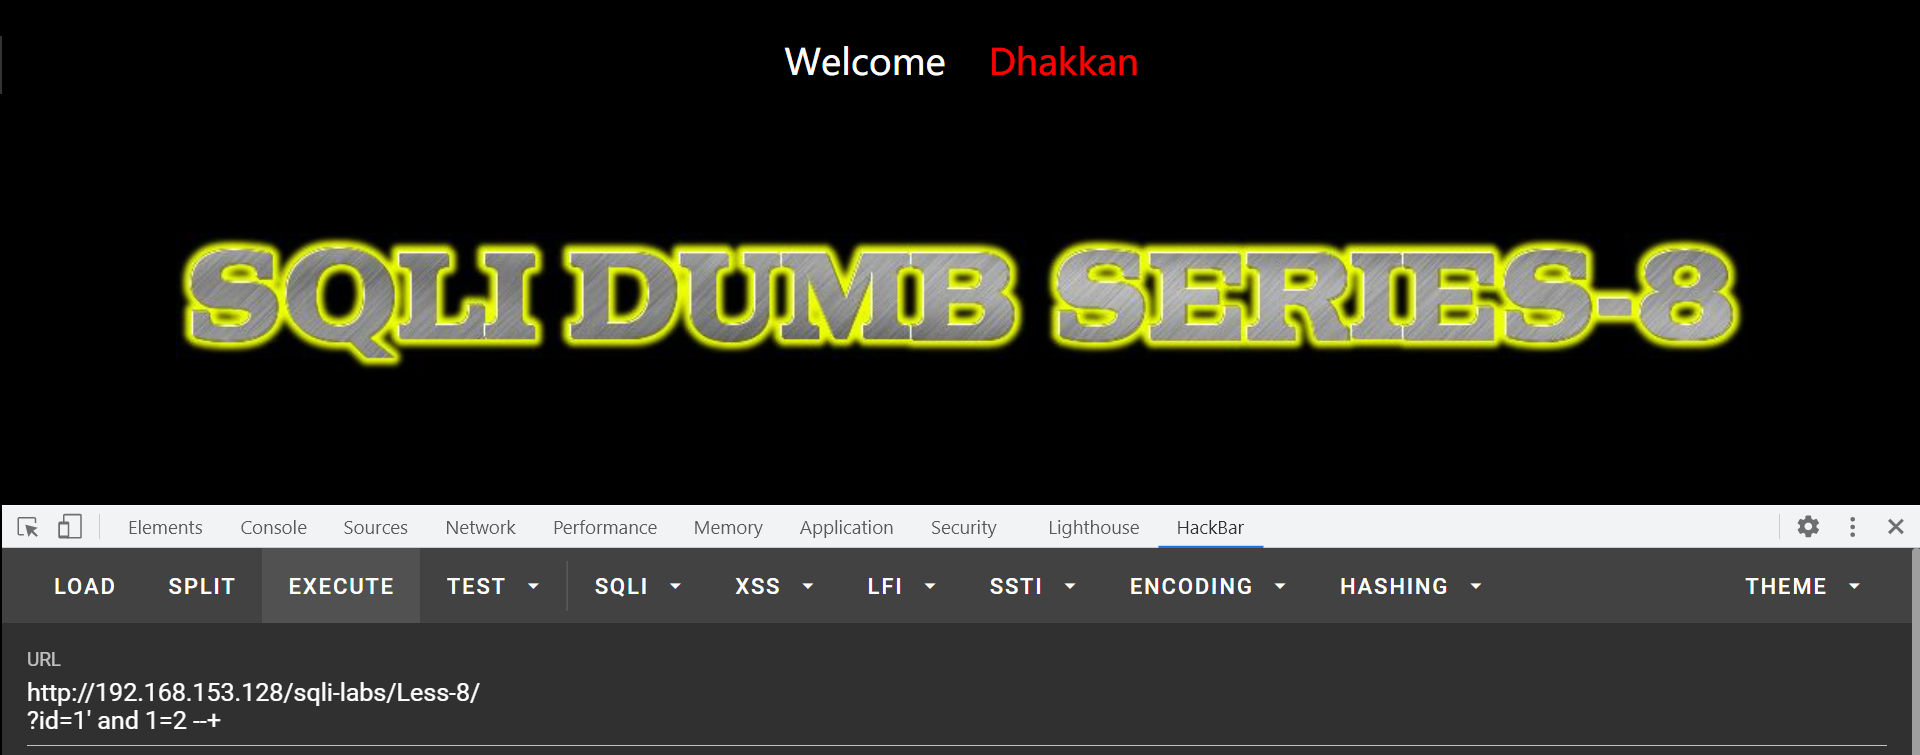 Welcome Dhakkan
SQLI DUMB SERIES-8
Elements Console Sources Network Performance Memory Application Security Lighthouse HackBar
LOAD SPLIT EXECUTE TEST SQLI XSS LFI SSTI ENCODING HASHING THEME
URL
http://192.168.153.128/sqli-labs/Less-8/
?id=1' and 1=2 --+